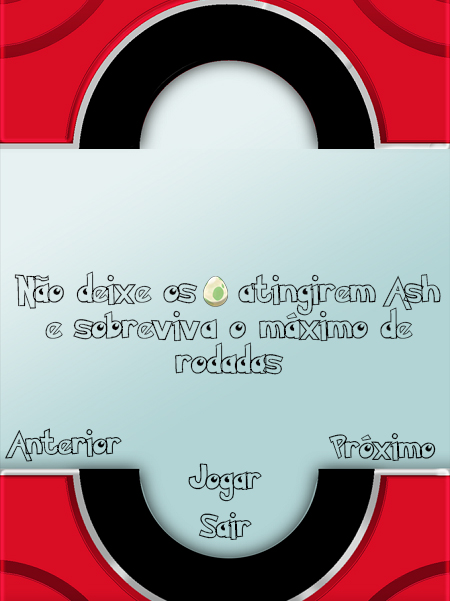 Não deixe os atingirem Ash
e sobreviva o máximo de
rodadas
Anterior
Próximo
Jogar
Sair